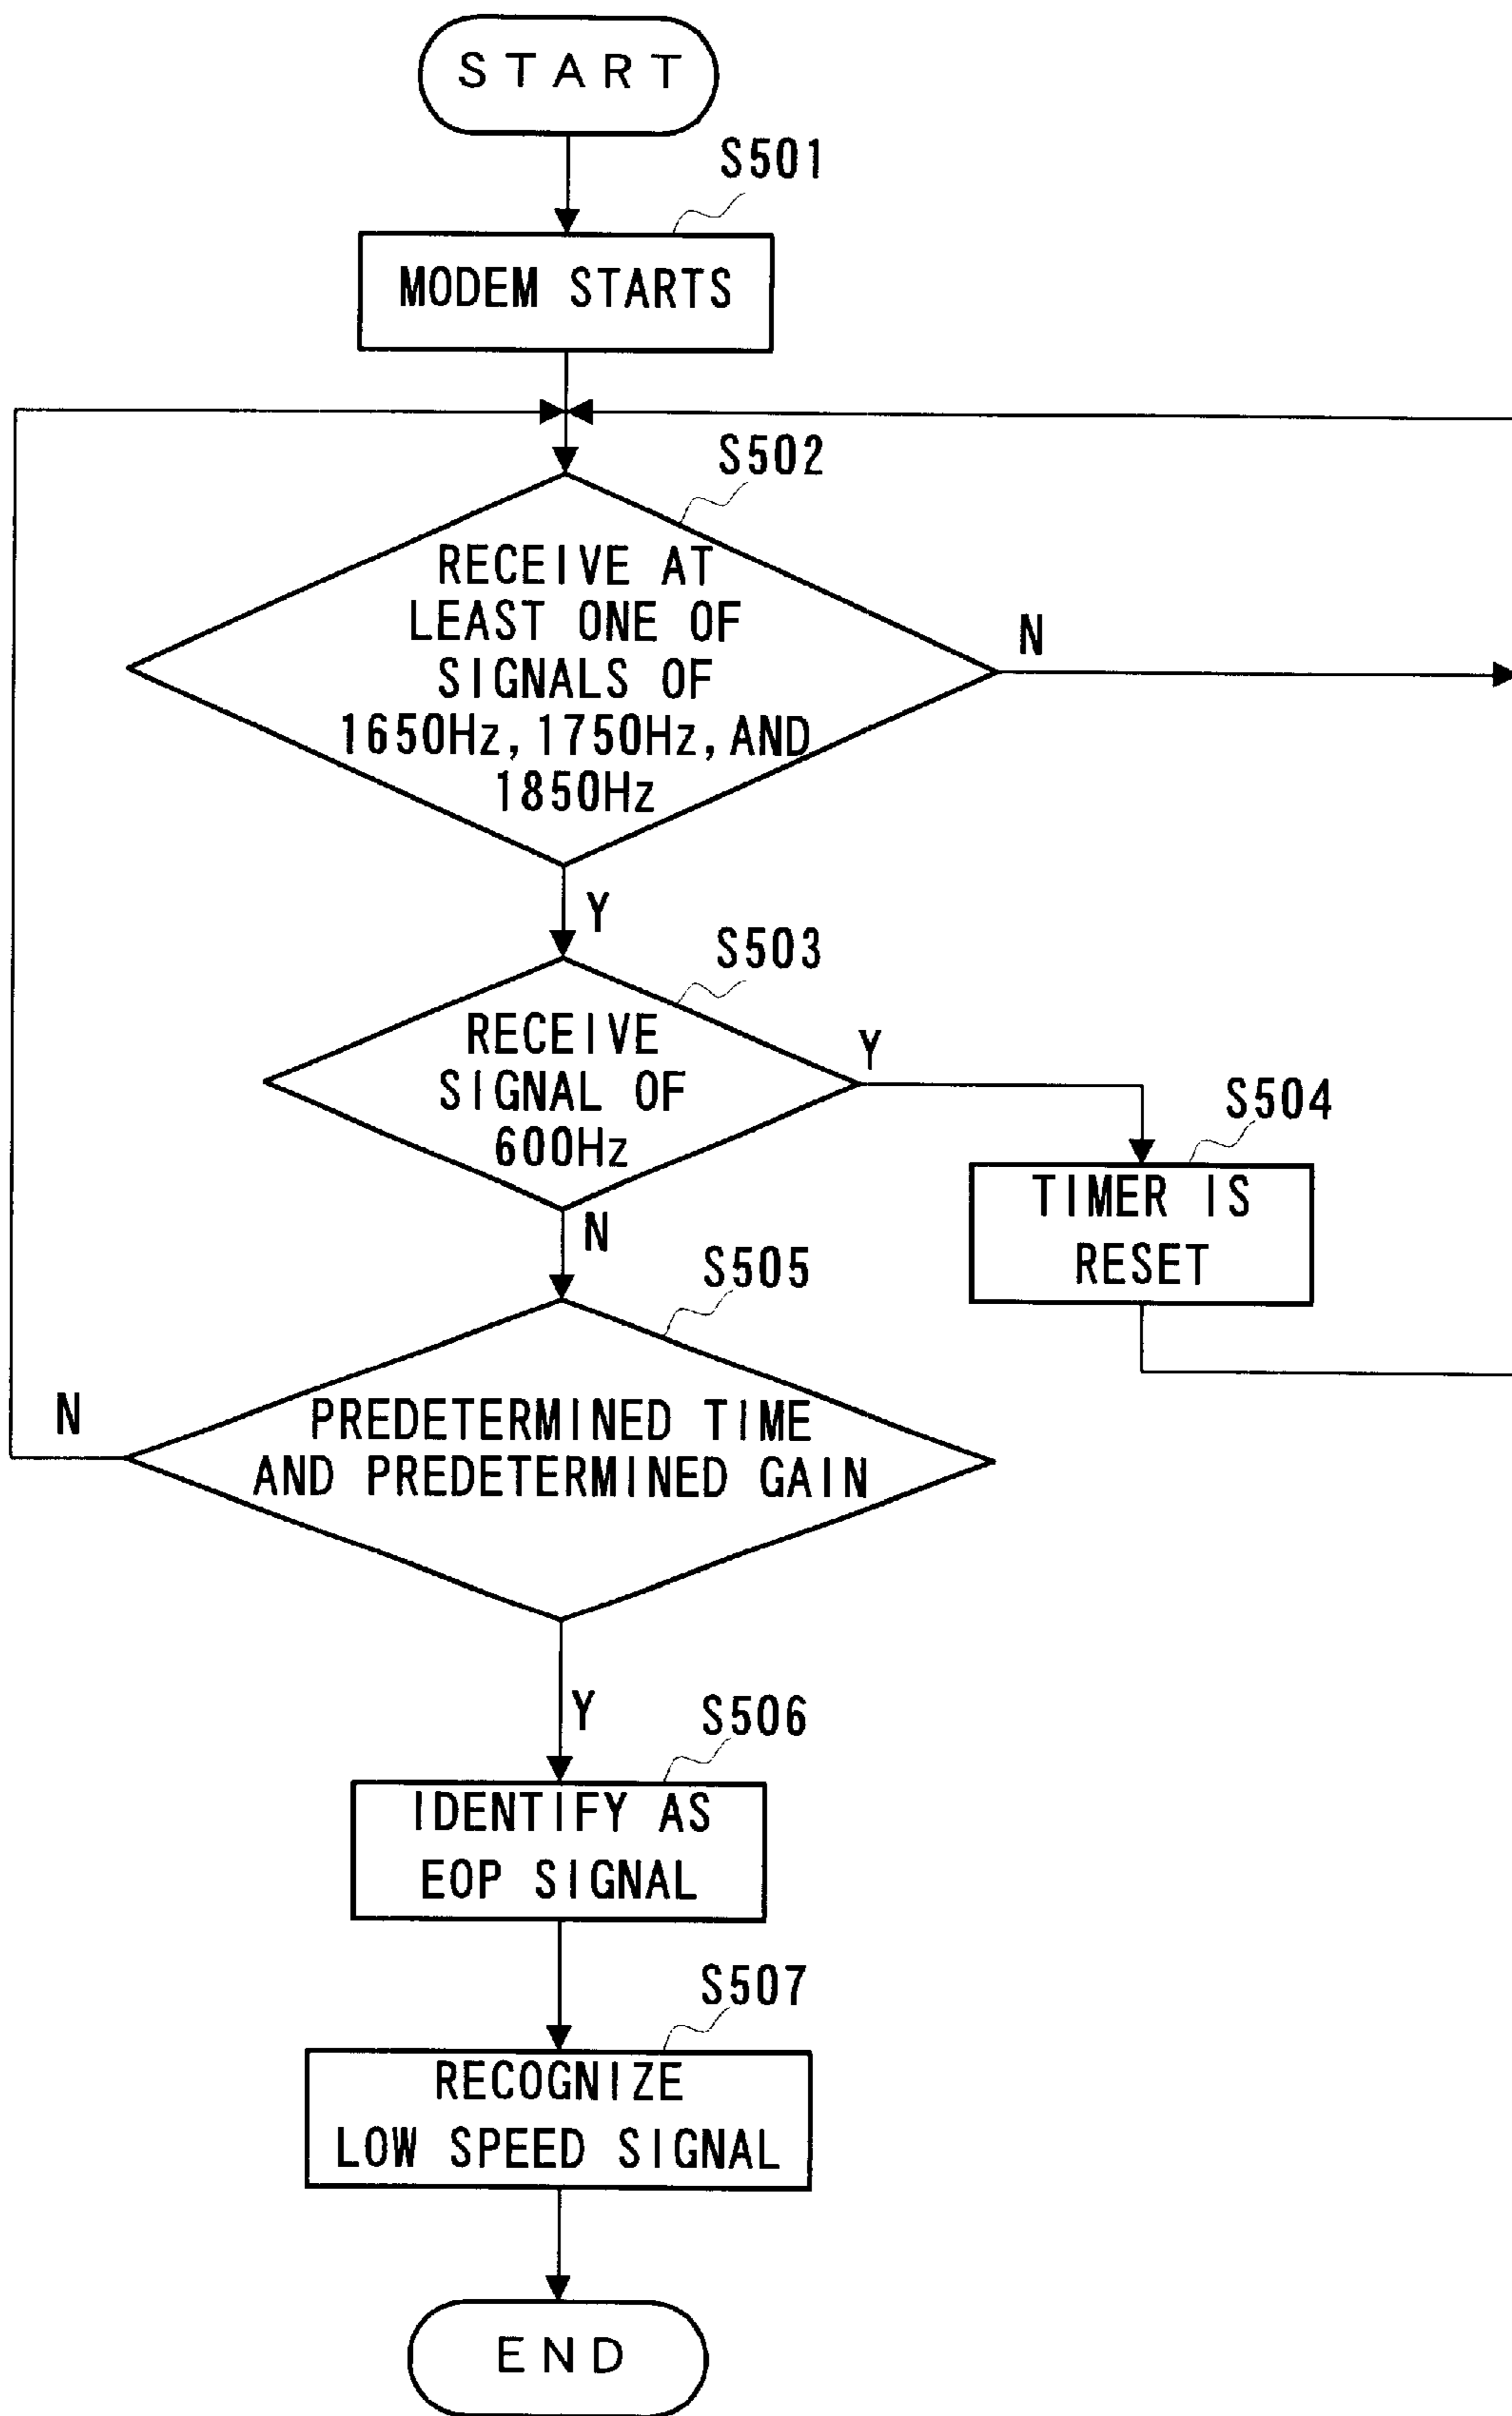 START
S501
MODEM STARTS
S502
RECEIVE AT
LEAST ONE OF
SIGNALS OF
1650Hz, 1750Hz, AND
1850Hz
N
Y
S503
RECEIVE
SIGNAL OF
600Hz
Y
S504
TIMER IS
RESET
N
S505
PREDETERMINED TIME
AND PREDETERMINED GAIN
N
Y
S506
IDENTIFY AS
EOP SIGNAL
S507
RECOGNIZE
LOW SPEED SIGNAL
END